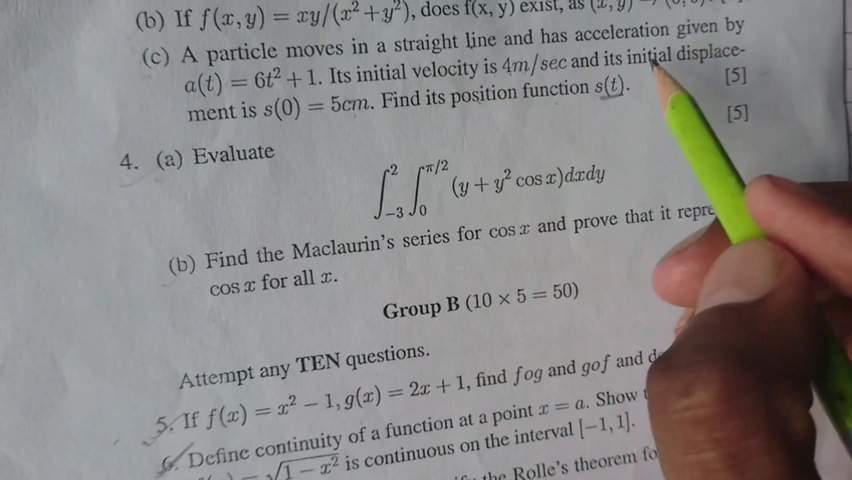 (b) If f(x, y) = xy/(x² + y²), does f(x, y) exist, as (x, y) → (0, 0)
(c) A particle moves in a straight line and has acceleration given by
a(t) = 6t² + 1. Its initial velocity is 4m/sec and its initial displace-
ment is s(0) = 5cm. Find its position function s(t). [5]
[5]
4. (a) Evaluate
∫₋₃² ∫₀^π/2 (y + y² cos x)dxdy
(b) Find the Maclaurin's series for cos x and prove that it
cos x for all x.
Group B (10 × 5 = 50)
Attempt any TEN questions.
5. If f(x) = x² − 1, g(x) = 2x + 1, find fog and gof and
6. Define continuity of a function at a point x = a. Show
√1 − x² is continuous on the interval [−1, 1].
the Rolle's theorem